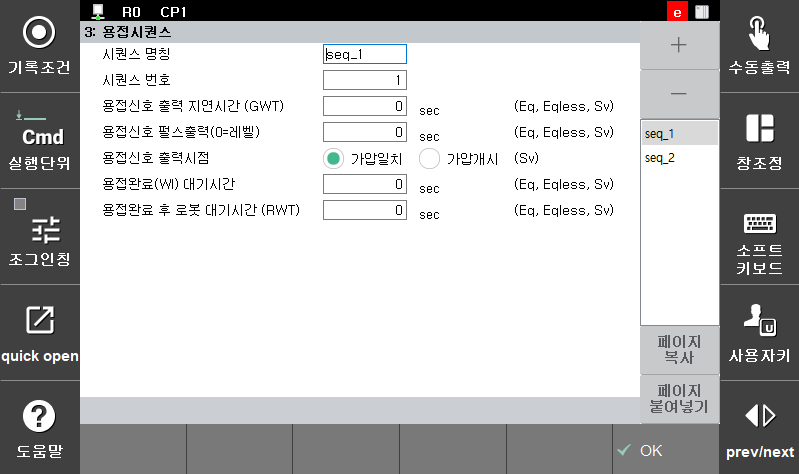 R0 CP1 e
3: 용접시퀀스
시퀀스 명칭 seq_1
시퀀스 번호 1
용접신호 출력 지연시간 (GWT) 0 sec (Eq, Eqless, Sv)
용접신호 펄스출력(0=레벨) 0 sec (Eq, Eqless, Sv)
용접신호 출력시점 가압일치 가압개시 (Sv)
용접완료(WI) 대기시간 0 sec (Eq, Eqless, Sv)
용접완료 후 로봇 대기시간 (RWT) 0 sec (Eq, Eqless, Sv)
기록조건
Cmd
실행단위
조그인칭
quick open
도움말
+
−
seq_1
seq_2
페이지
복사
페이지
붙여넣기
OK
수동출력
창조정
소프트
키보드
U
사용자키
prev/next